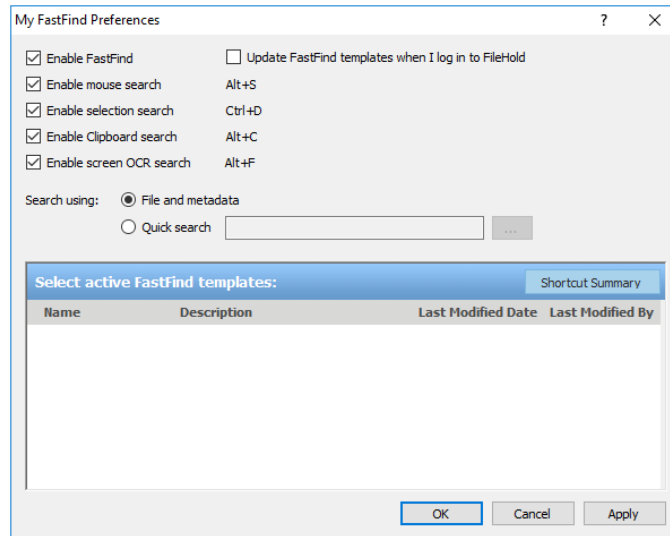 My FastFind Preferences ?
Enable FastFind Update FastFind templates when I log in to FileHold
Enable mouse search Alt+S
Enable selection search Ctrl+D
Enable Clipboard search Alt+C
Enable screen OCR search Alt+F
Search using: File and metadata
Quick search ...
Select active FastFind templates: Shortcut Summary
Name Description Last Modified Date Last Modified By
OK Cancel Apply